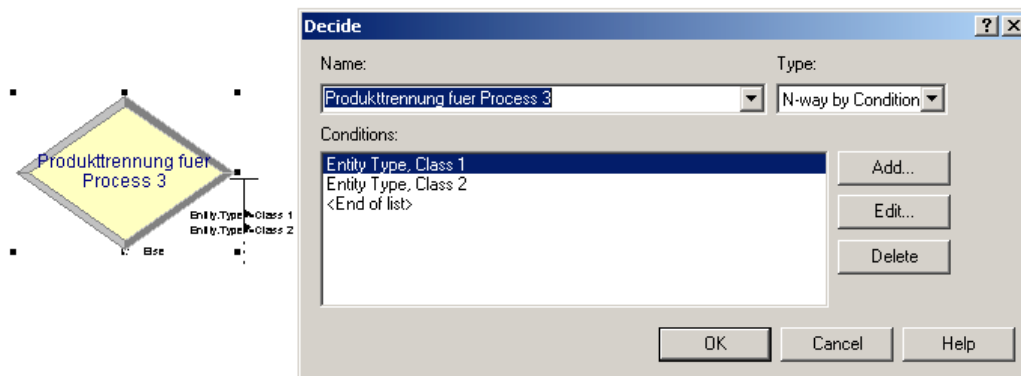 Produkttrennung fuer
Process 3
Entity.Type==Class 1
Entity.Type==Class 2
Else
Decide
Name:
Type:
Produkttrennung fuer Process 3
N-way by Condition
Conditions:
Entity Type, Class 1
Entity Type, Class 2
<End of list>
Add...
Edit...
Delete
OK
Cancel
Help